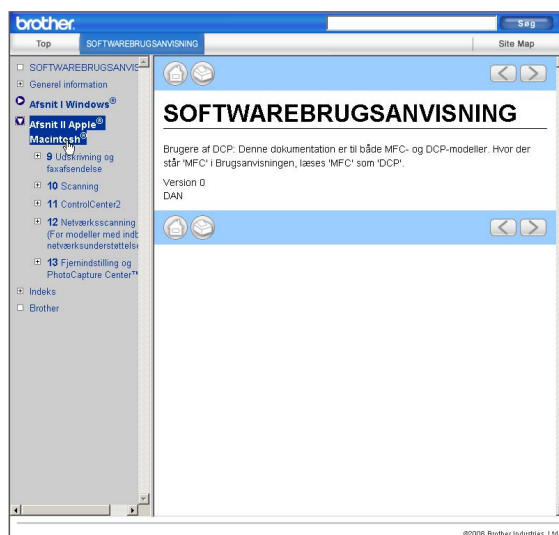 brother.
Søg
Top
SOFTWAREBRUGSANVISNING
Site Map
SOFTWAREBRUGSANVIS
Generel information
Afsnit I Windows®
Afsnit II Apple®
Macintosh®
9 Udskrivning og
faxafsendelse
10 Scanning
11 ControlCenter2
12 Netværksscanning
(For modeller med indb
netværksunderstøttels
13 Fjernindstilling og
PhotoCapture Center™
Indeks
Brother
SOFTWAREBRUGSANVISNING
Brugere af DCP: Denne dokumentation er til både MFC- og DCP-modeller. Hvor der
står 'MFC' i Brugsanvisningen, læses 'MFC' som 'DCP'.
Version 0
DAN
©2008 Brother Industries, Ltd.